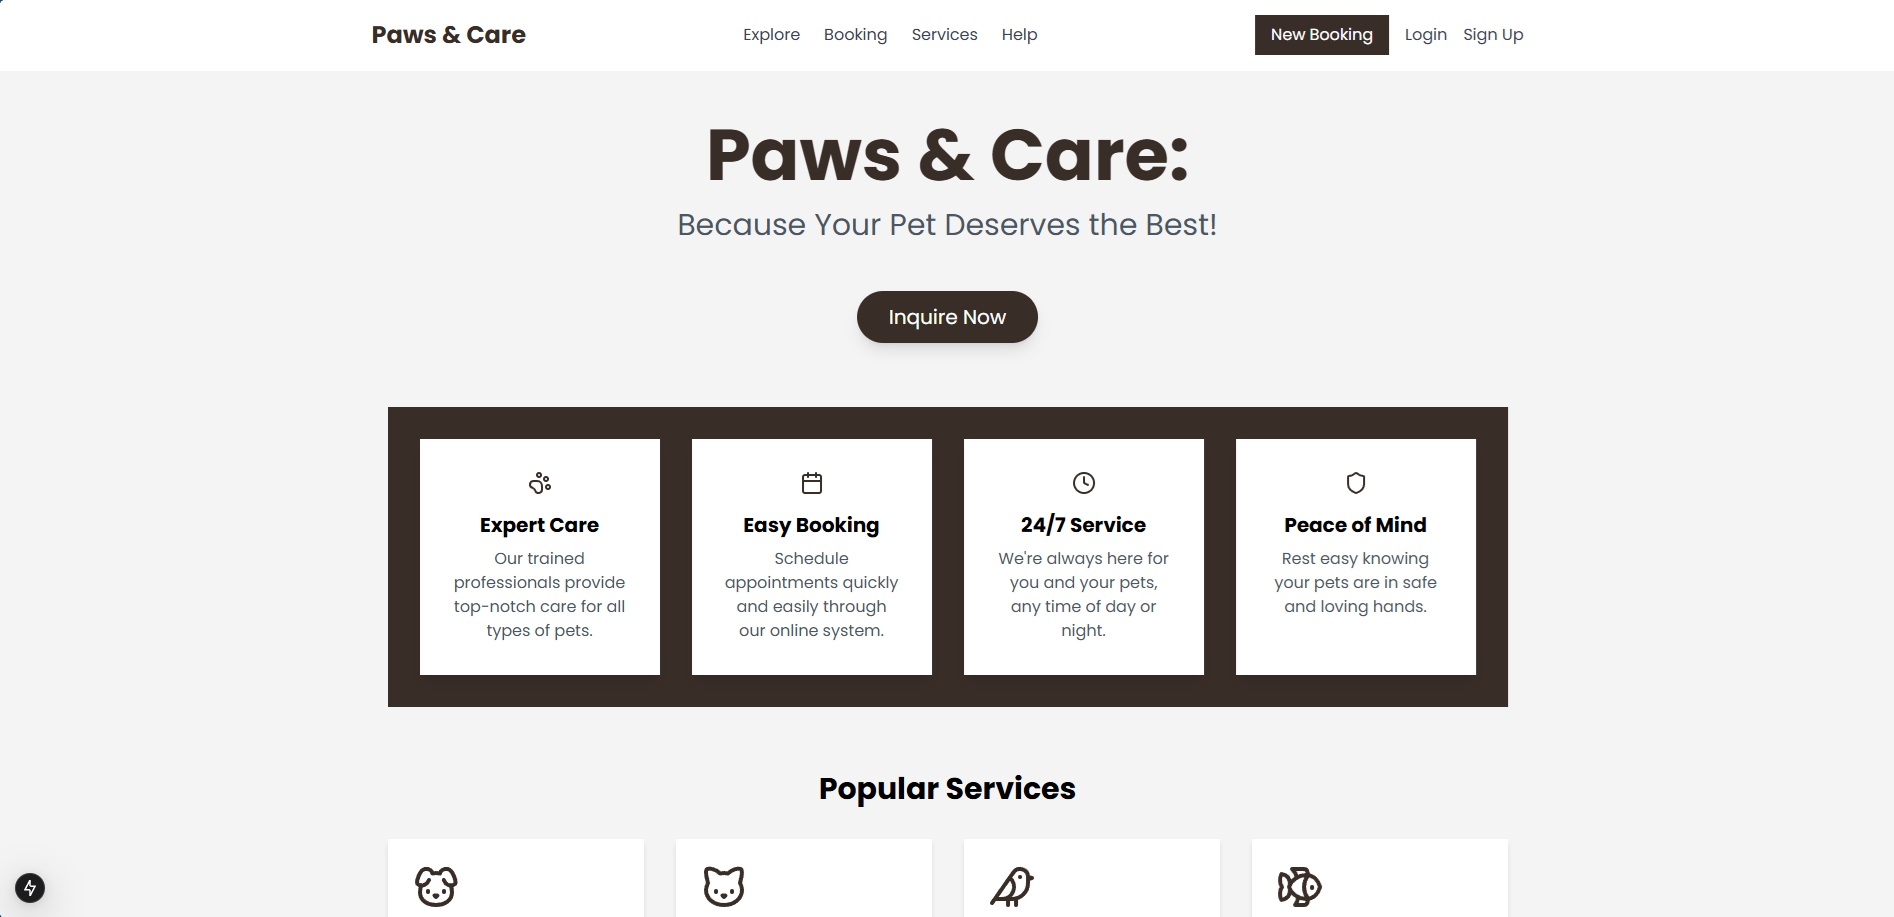 Paws & Care
Explore
Booking
Services
Help
New Booking
Login
Sign Up
Paws & Care:
Because Your Pet Deserves the Best!
Inquire Now
Expert Care
Our trained
professionals provide
top-notch care for all
types of pets.
Easy Booking
Schedule
appointments quickly
and easily through
our online system.
24/7 Service
We're always here for
you and your pets,
any time of day or
night.
Peace of Mind
Rest easy knowing
your pets are in safe
and loving hands.
Popular Services